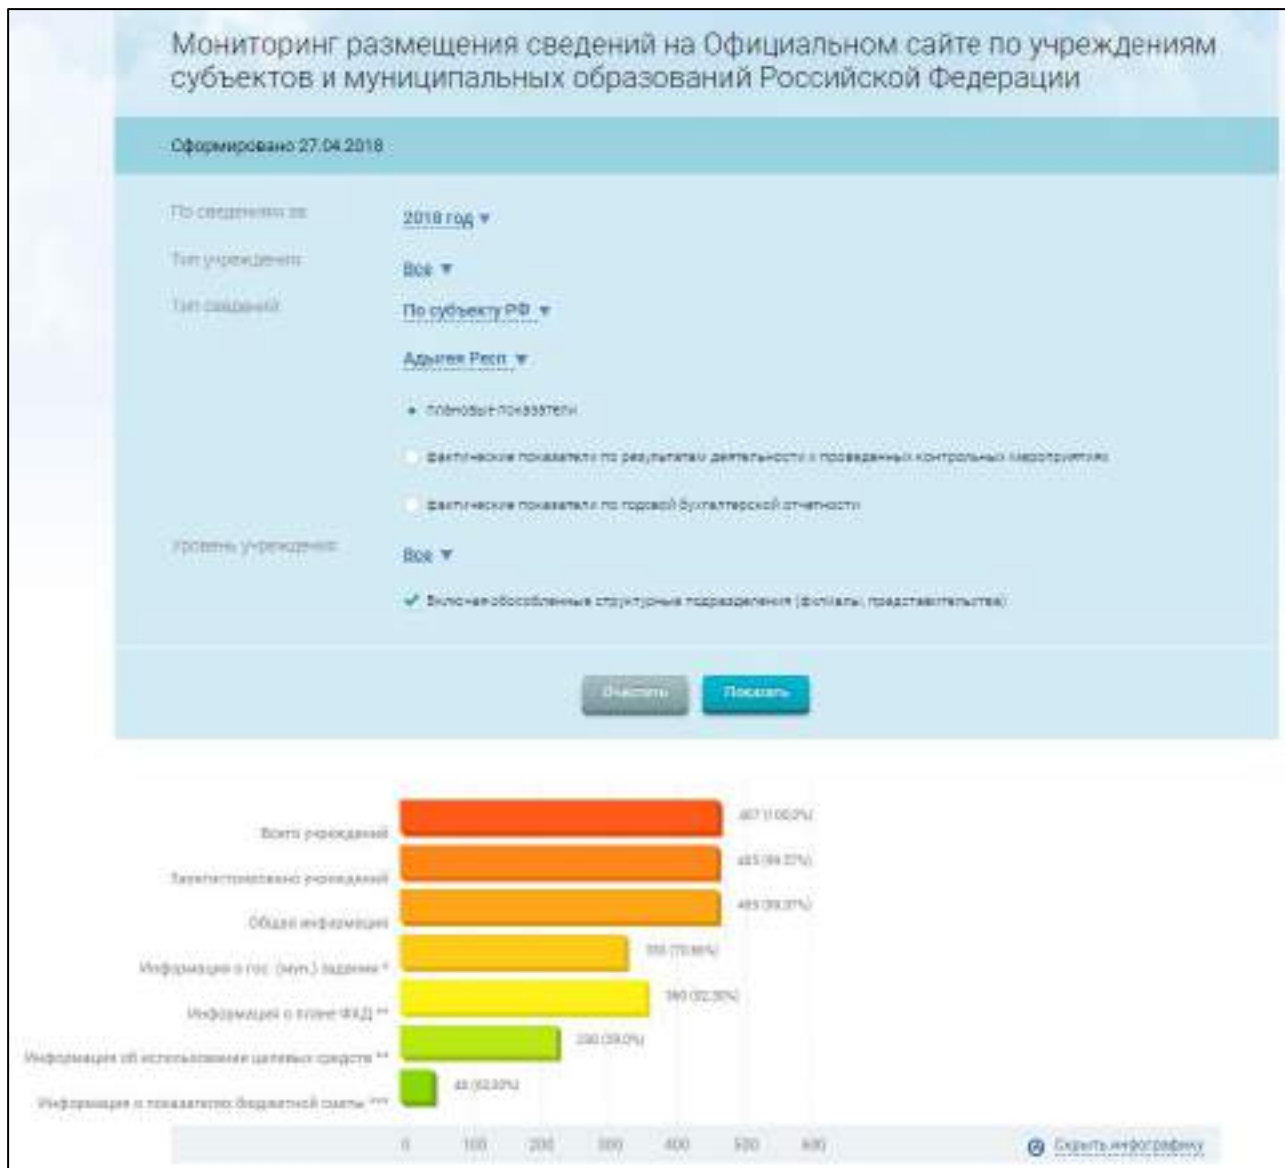 Мониторинг размещения сведений на Официальном сайте по учреждениям
субъектов и муниципальных образований Российской Федерации
Сформировано 27.04.2018
По сведениям за:
2018 год
Тип учреждения:
Все
Тип сведений:
По субъекту РФ
Адыгея Респ
плановые показатели
фактические показатели по результатам деятельности и проведенных контрольных мероприятиях
фактические показатели по годовой бухгалтерской отчетности
Уровень учреждения:
Все
Включая обособленные структурные подразделения (филиалы, представительства)
Очистить
Показать
Всего учреждений
Зарегистрировано учреждений
Общая информация
Информация о гос. (мун.) задании *
Информация о плане ФХД **
Информация об использовании целевых средств **
Информация о показателях бюджетной сметы ***
0 100 200 300 400 500 600
Скрыть инфографику